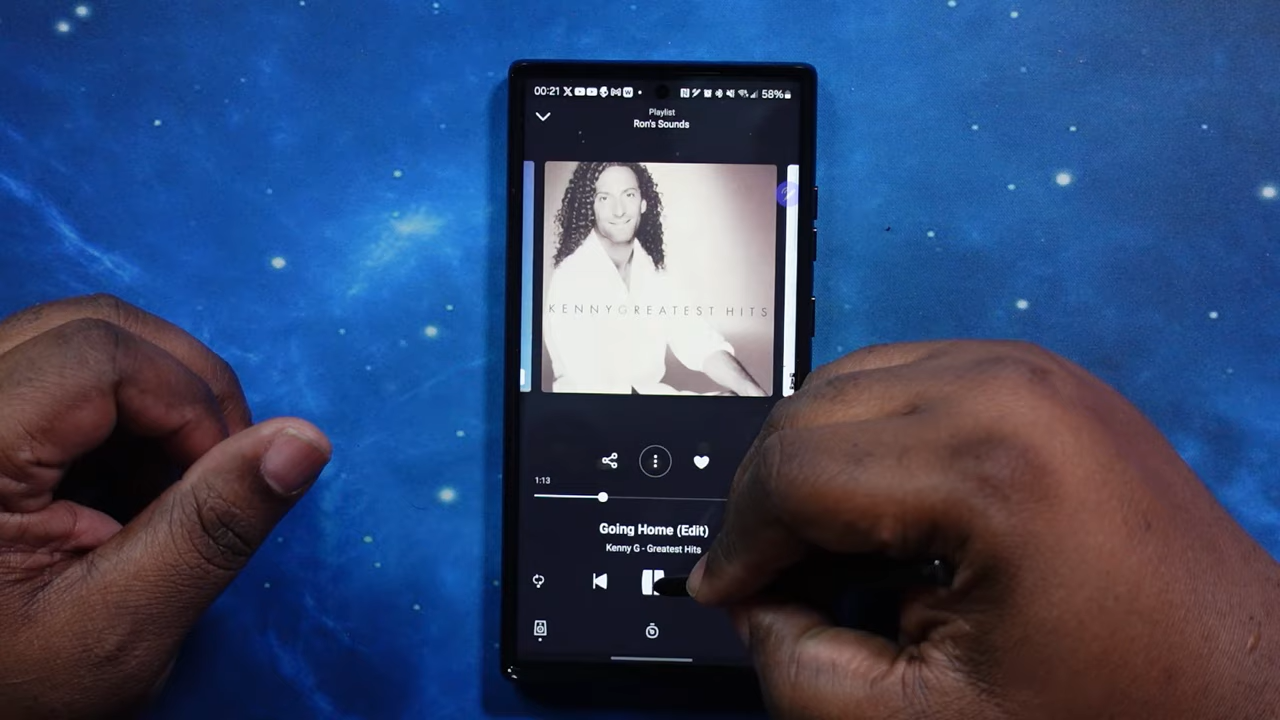 00:21
58%
Playlist
Ron's Sounds
KENNY GREATEST HITS
1:13
Going Home (Edit)
Kenny G - Greatest Hits